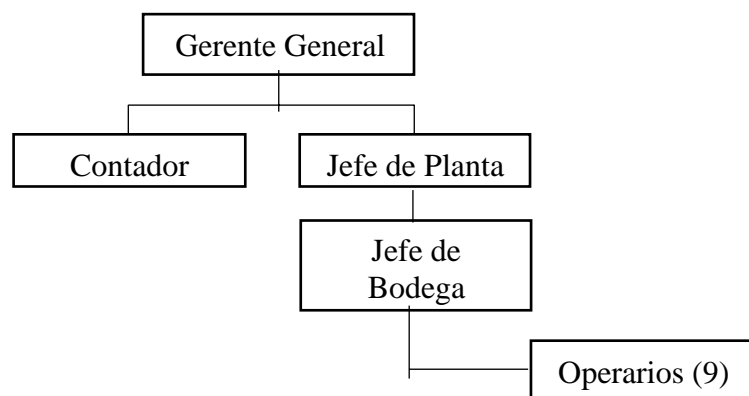 Gerente General
Contador
Jefe de Planta
Jefe de
Bodega
Operarios (9)